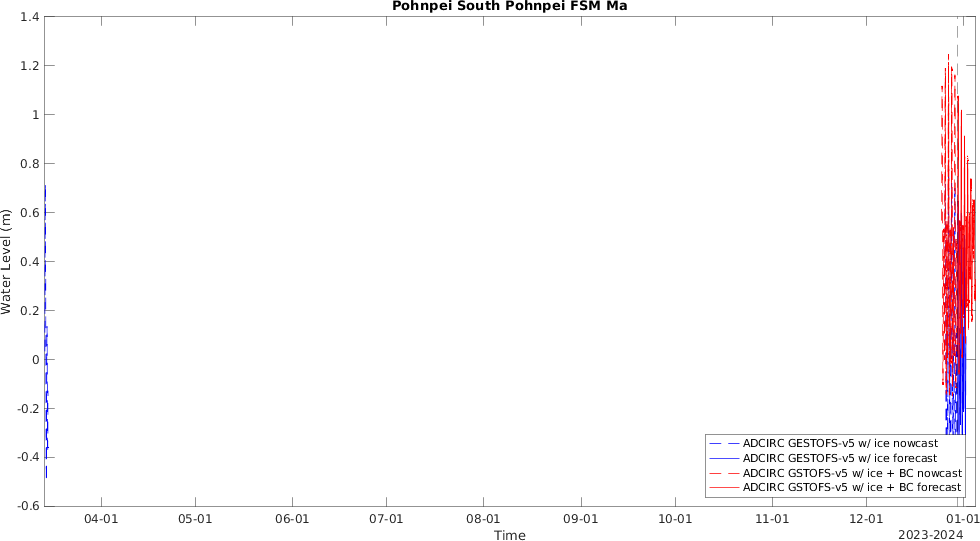 Pohnpei South Pohnpei FSM Ma
Water Level (m)
1.4
1.2
1
0.8
0.6
0.4
0.2
0
-0.2
-0.4
-0.6
ADCIRC GESTOFS-v5 w/ ice nowcast
ADCIRC GESTOFS-v5 w/ ice forecast
ADCIRC GSTOFS-v5 w/ ice + BC nowcast
ADCIRC GSTOFS-v5 w/ ice + BC forecast
04-01 05-01 06-01 07-01 08-01 09-01 10-01 11-01 12-01 01-01
Time
2023-2024